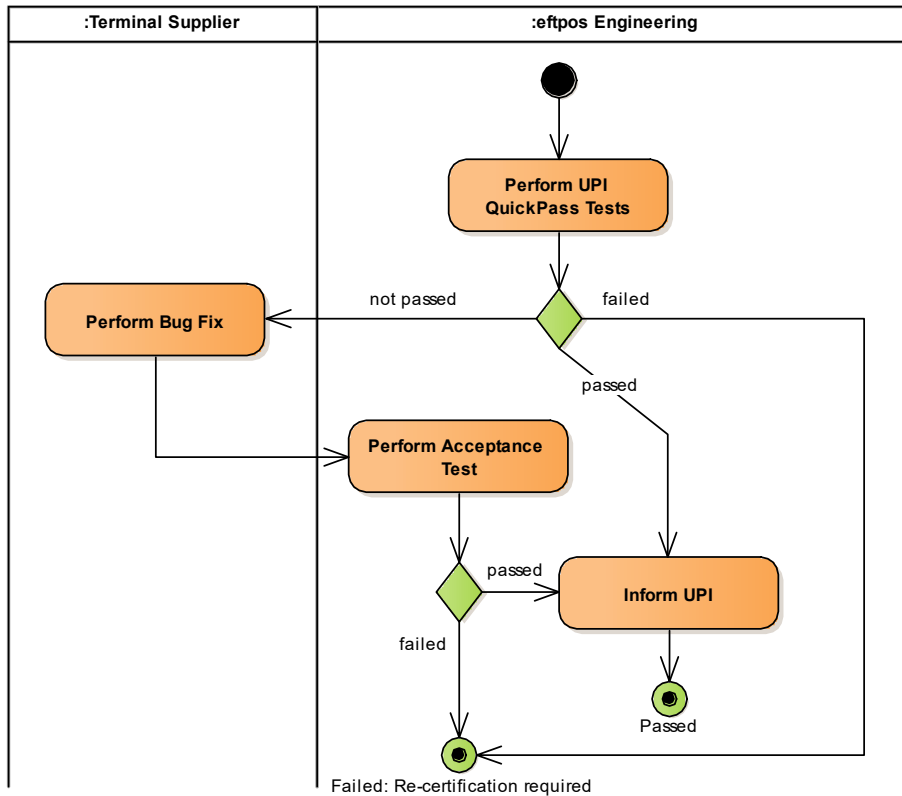 :Terminal Supplier
:eftpos Engineering
Perform UPI
QuickPass Tests
not passed
failed
Perform Bug Fix
passed
Perform Acceptance
Test
passed
Inform UPI
failed
Passed
Failed: Re-certification required